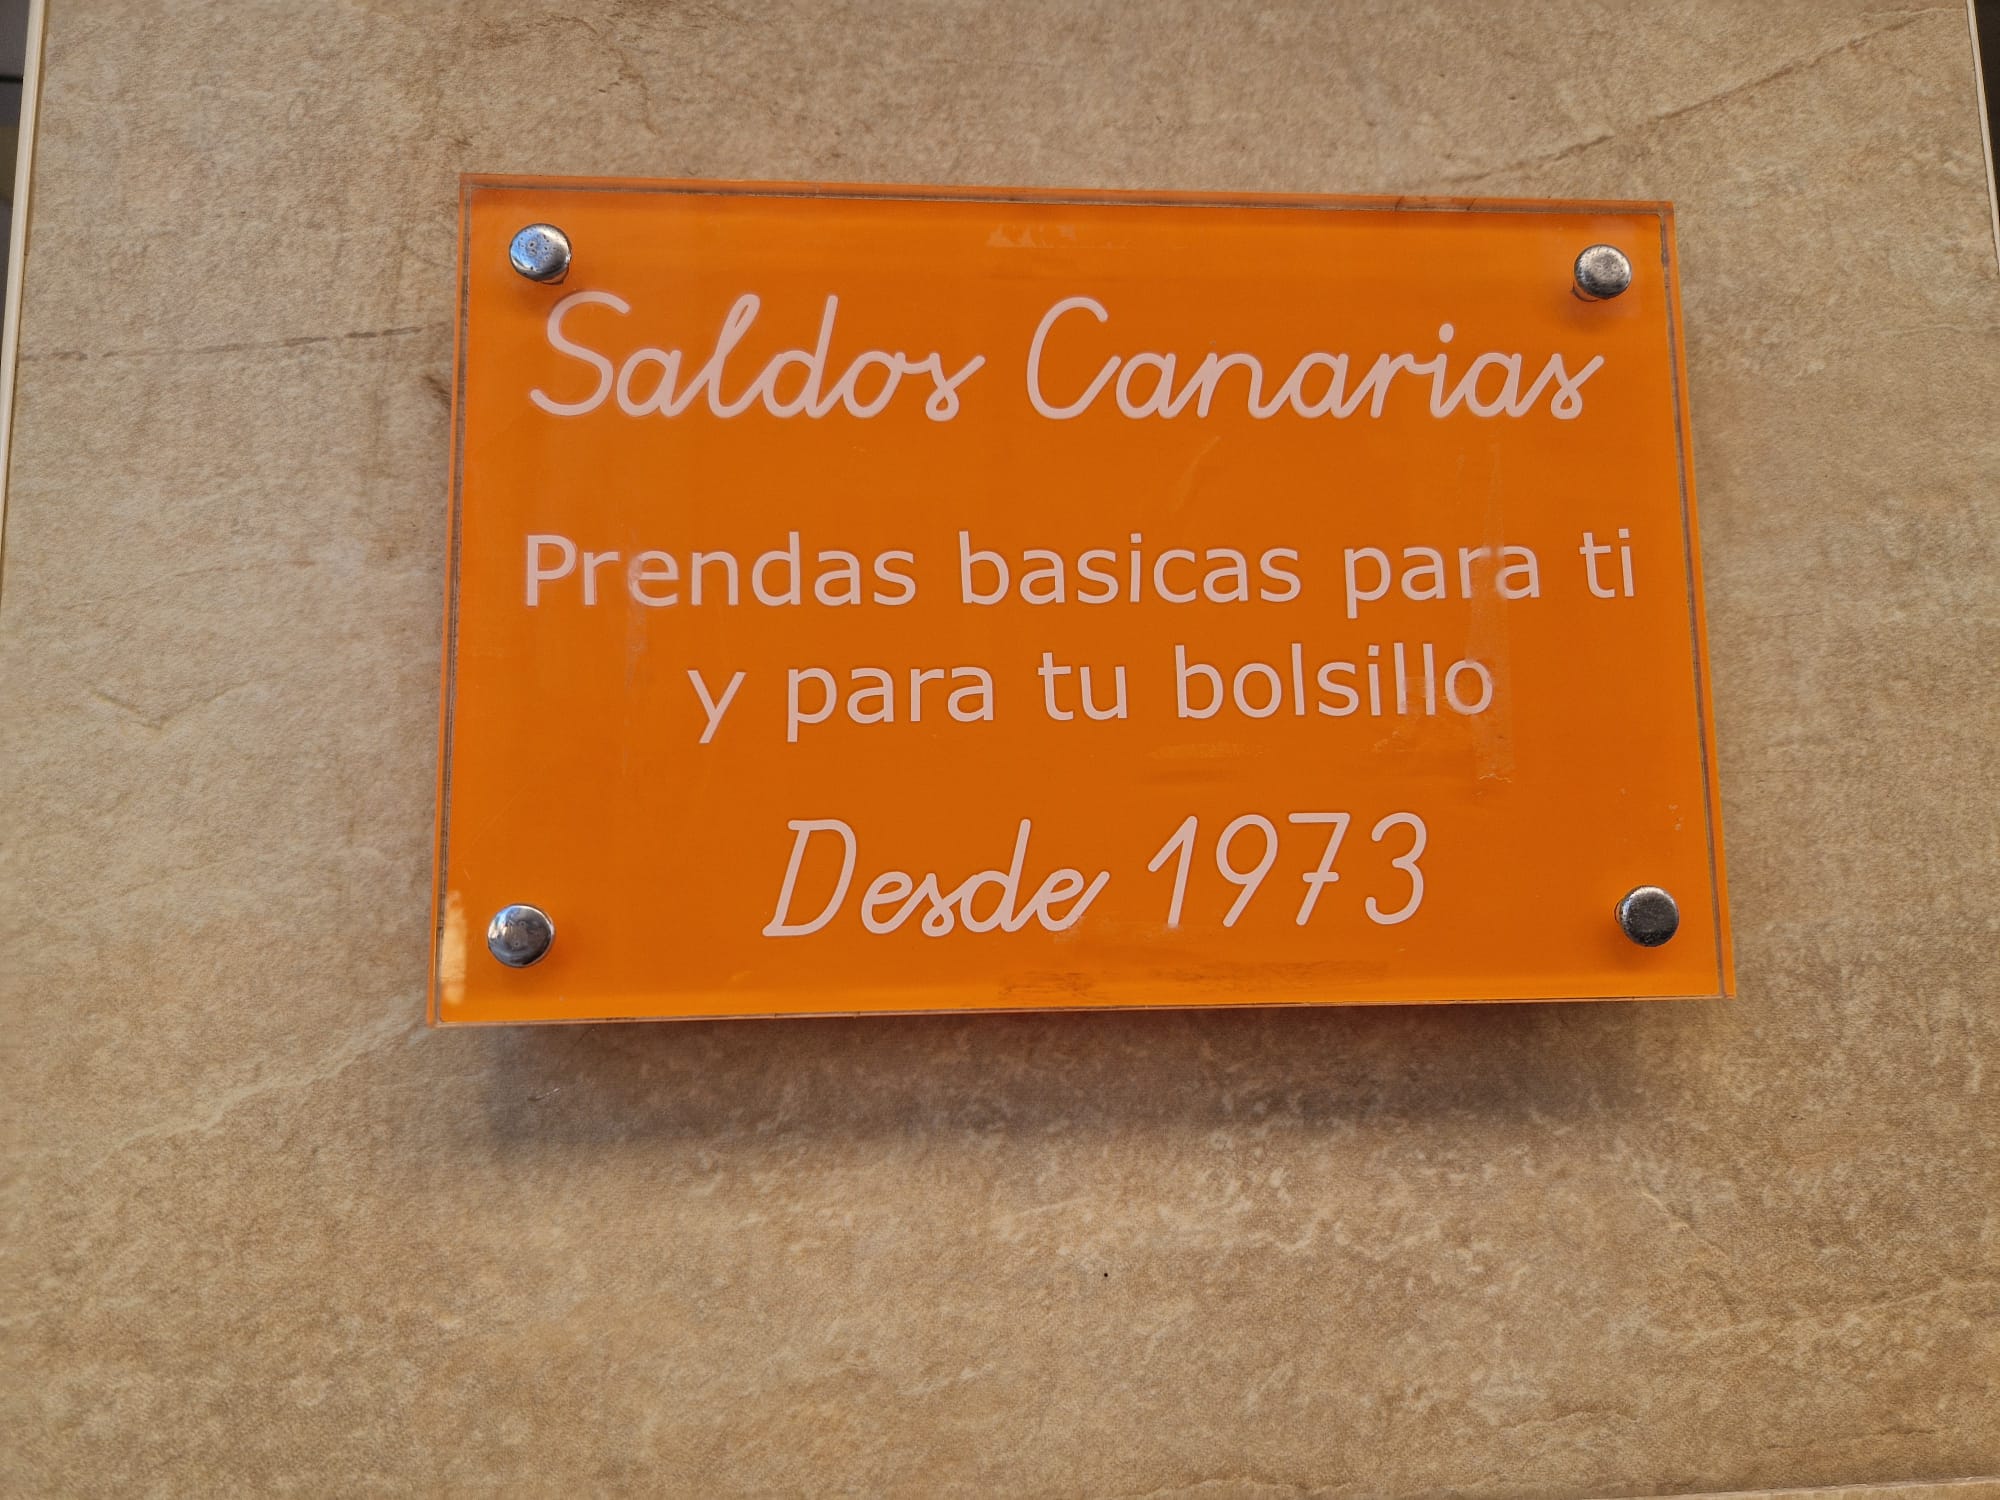 Saldos Canarias
Prendas basicas para ti
y para tu bolsillo
Desde 1973